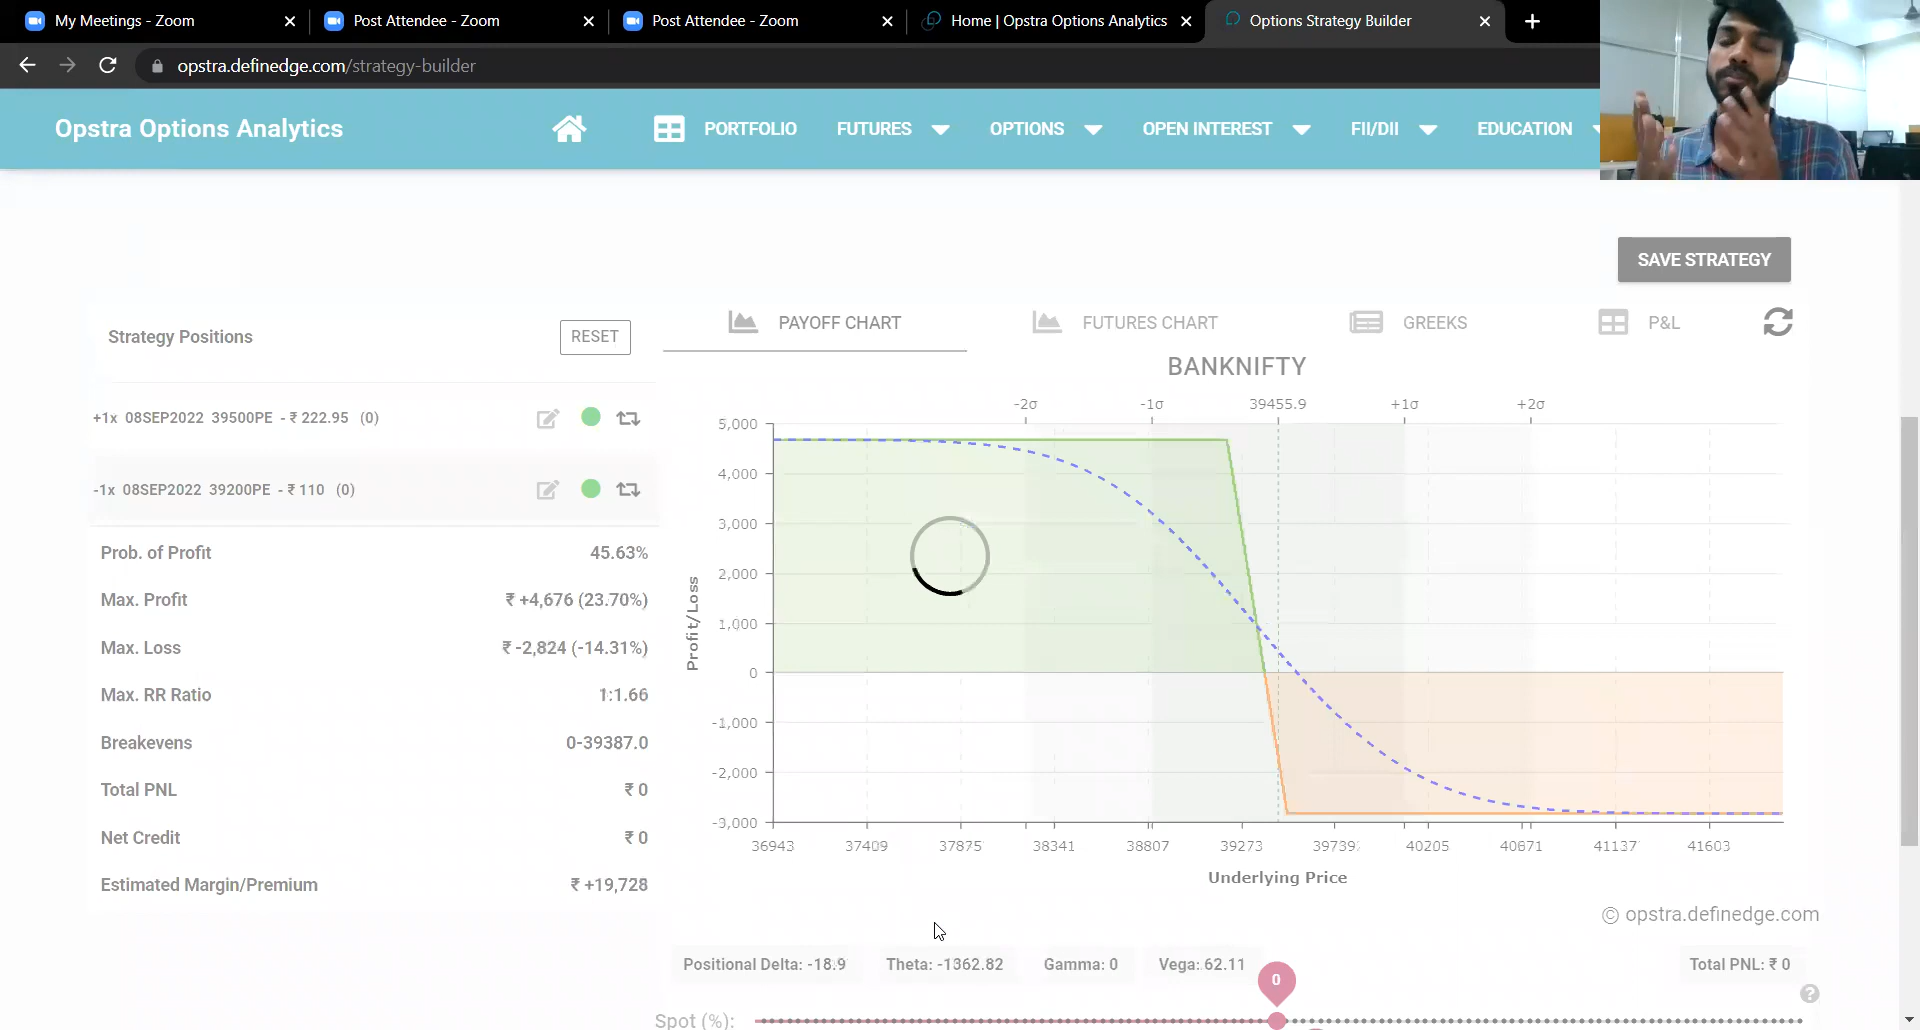 My Meetings - Zoom
Post Attendee - Zoom
Post Attendee - Zoom
Home | Opstra Options Analytics
Options Strategy Builder
opstra.definedge.com/strategy-builder
Opstra Options Analytics
PORTFOLIO
FUTURES
OPTIONS
OPEN INTEREST
FII/DII
EDUCATION
SAVE STRATEGY
Strategy Positions
RESET
PAYOFF CHART
FUTURES CHART
GREEKS
P&L
+1x 08SEP2022 39500PE - ₹ 222.95 (0)
-1x 08SEP2022 39200PE - ₹ 110 (0)
Prob. of Profit 45.63%
Max. Profit ₹ +4,676 (23.70%)
Max. Loss ₹ -2,824 (-14.31%)
Max. RR Ratio 1:1.66
Breakevens 0-39387.0
Total PNL ₹ 0
Net Credit ₹ 0
Estimated Margin/Premium ₹ +19,728
BANKNIFTY
-2σ -1σ 39455.9 +1σ +2σ
5,000
4,000
3,000
2,000
1,000
0
-1,000
-2,000
-3,000
Profit/Loss
36943 37409 37875 38341 38807 39273 39739 40205 40671 41137 41603
Underlying Price
© opstra.definedge.com
Positional Delta: -18.9 Theta: -1362.82 Gamma: 0 Vega: 62.11 Total PNL: ₹ 0
0
Spot (%):